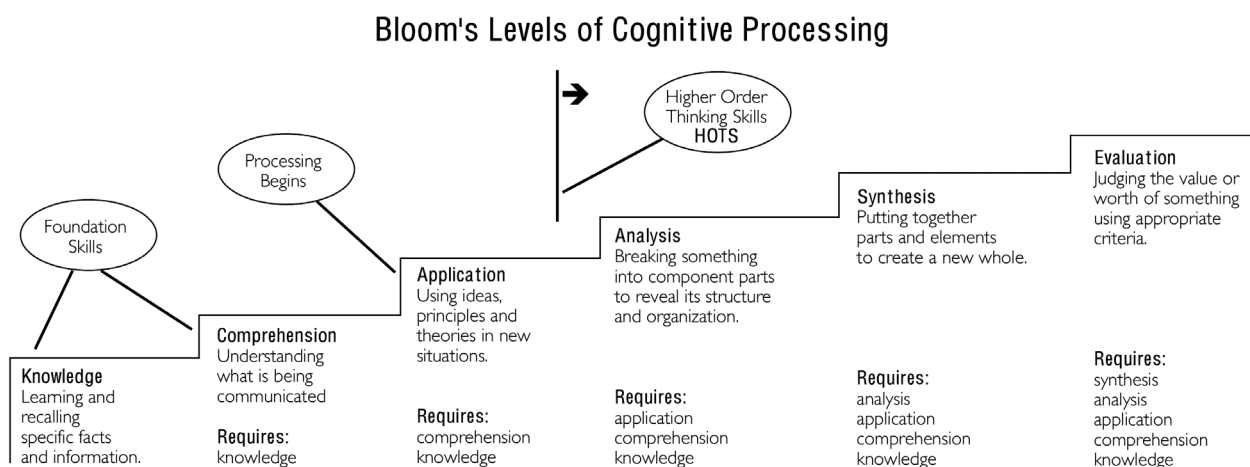 Bloom's Levels of Cognitive Processing
Foundation
Skills
Processing
Begins
Higher Order
Thinking Skills
HOTS
Knowledge
Learning and
recalling
specific facts
and information.
Comprehension
Understanding
what is being
communicated
Requires:
knowledge
Application
Using ideas,
principles and
theories in new
situations.
Requires:
comprehension
knowledge
Analysis
Breaking something
into component parts
to reveal its structure
and organization.
Requires:
application
comprehension
knowledge
Synthesis
Putting together
parts and elements
to create a new whole.
Requires:
analysis
application
comprehension
knowledge
Evaluation
Judging the value or
worth of something
using appropriate
criteria.
Requires:
synthesis
analysis
application
comprehension
knowledge